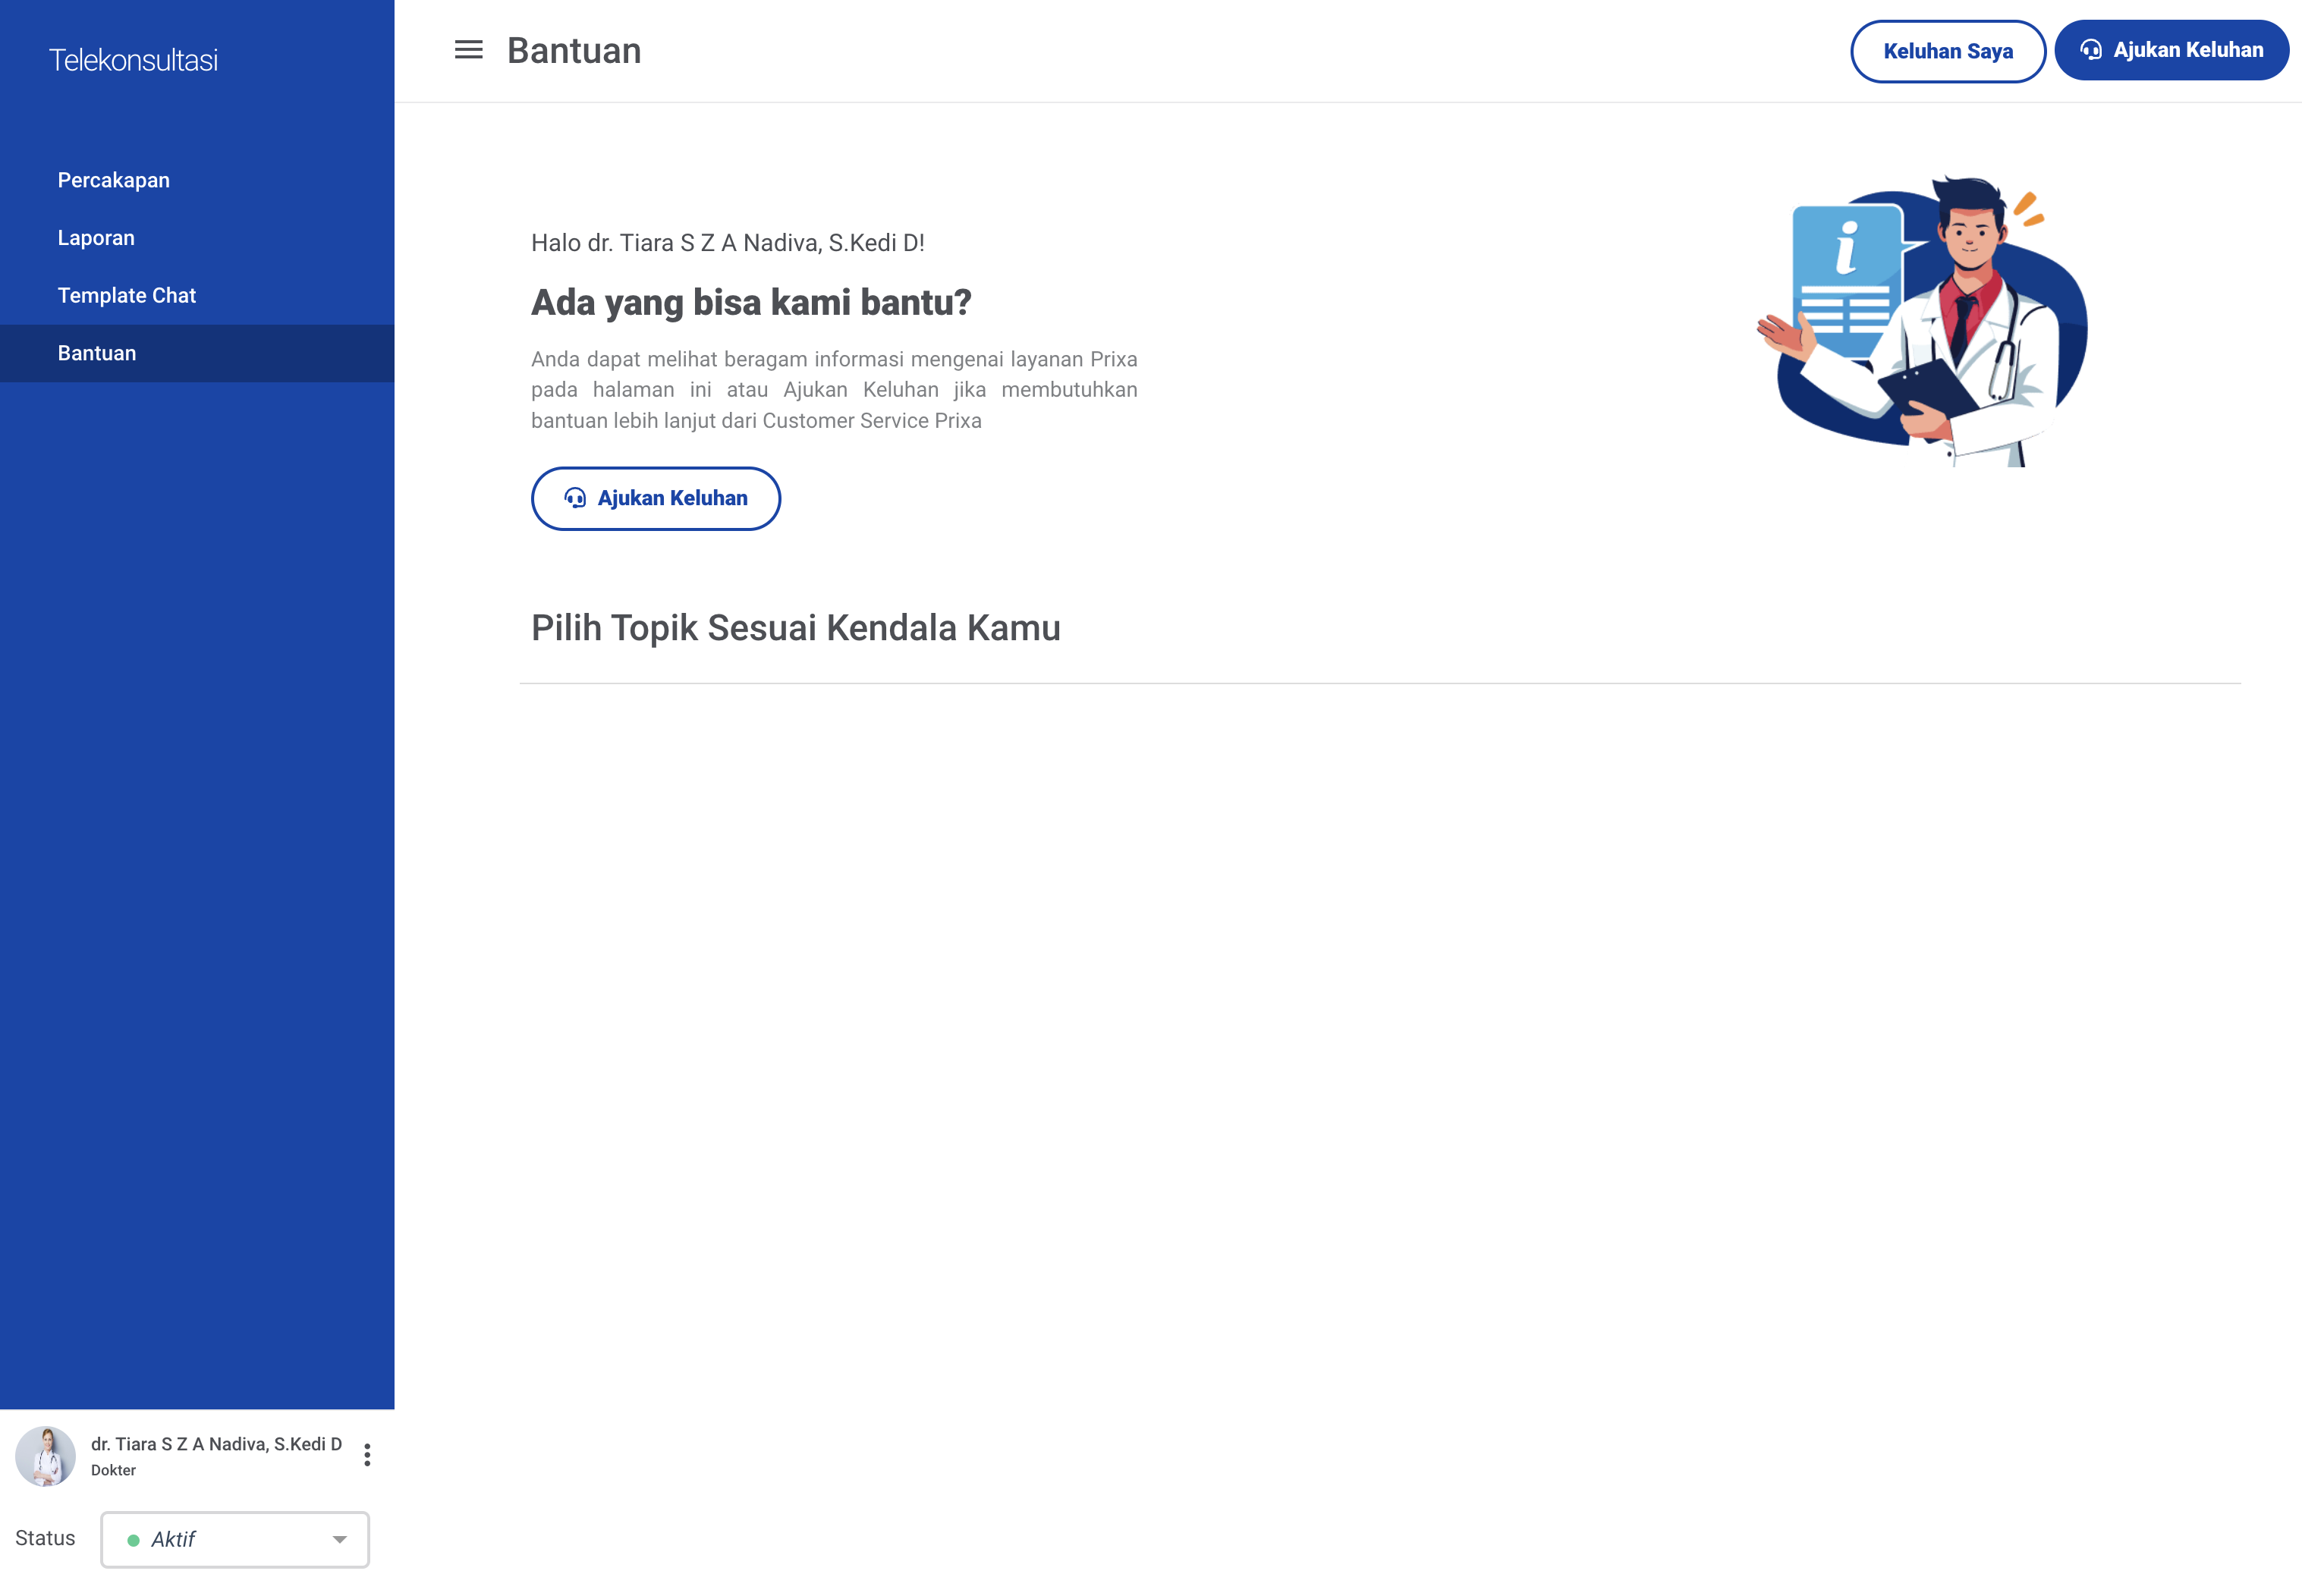 Telekonsultasi
Percakapan
Laporan
Template Chat
Bantuan
dr. Tiara S Z A Nadiva, S.Kedi D
Dokter
Status
Aktif
Bantuan
Keluhan Saya
Ajukan Keluhan
Halo dr. Tiara S Z A Nadiva, S.Kedi D!
Ada yang bisa kami bantu?
Anda dapat melihat beragam informasi mengenai layanan Prixa
pada halaman ini atau Ajukan Keluhan jika membutuhkan
bantuan lebih lanjut dari Customer Service Prixa
i
Ajukan Keluhan
Pilih Topik Sesuai Kendala Kamu